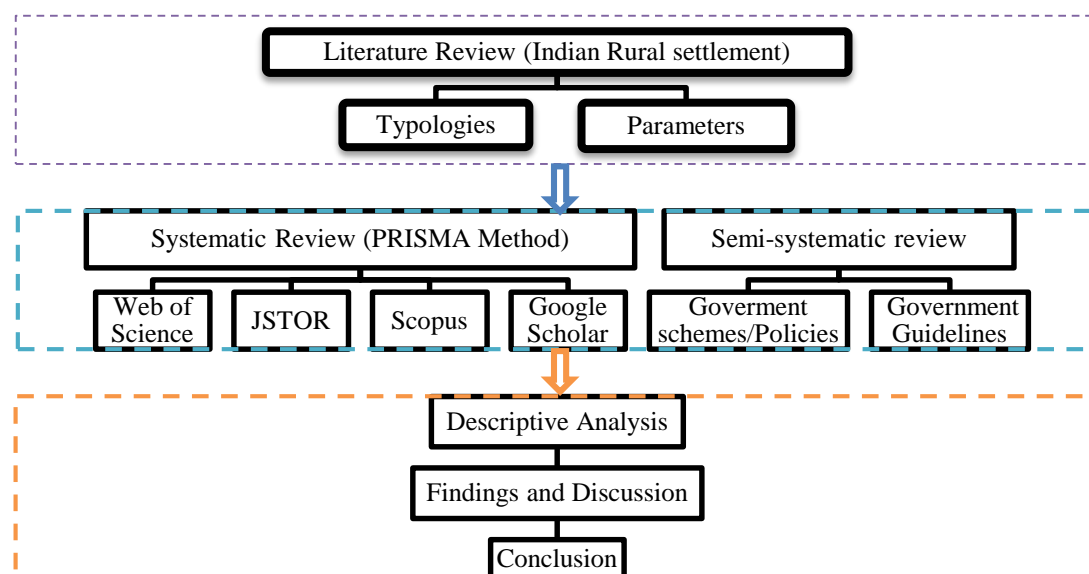 Literature Review (Indian Rural settlement)
Typologies
Parameters
Systematic Review (PRISMA Method)
Semi-systematic review
Web of
Science
JSTOR
Scopus
Google
Scholar
Goverment
schemes/Policies
Government
Guidelines
Descriptive Analysis
Findings and Discussion
Conclusion